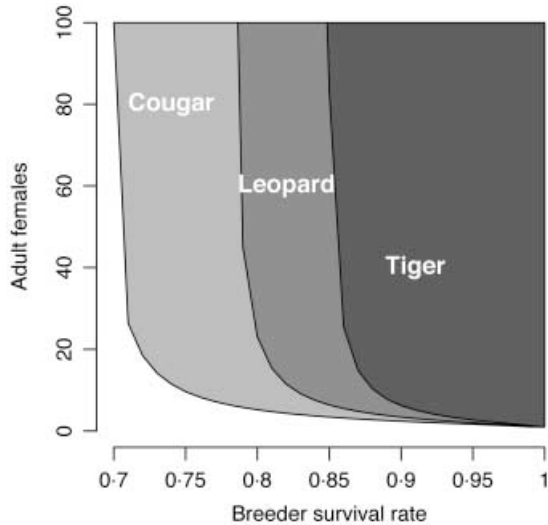 100
80
60
40
20
0
Adult females
Cougar
Leopard
Tiger
0·7 0·75 0·8 0·85 0·9 0·95 1
Breeder survival rate